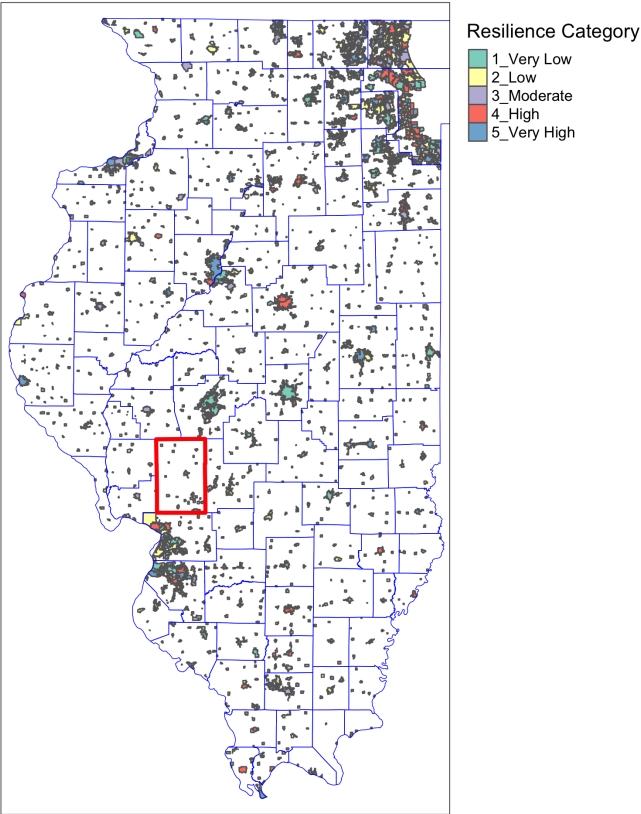 Resilience Category
1_Very Low
2_Low
3_Moderate
4_High
5_Very High